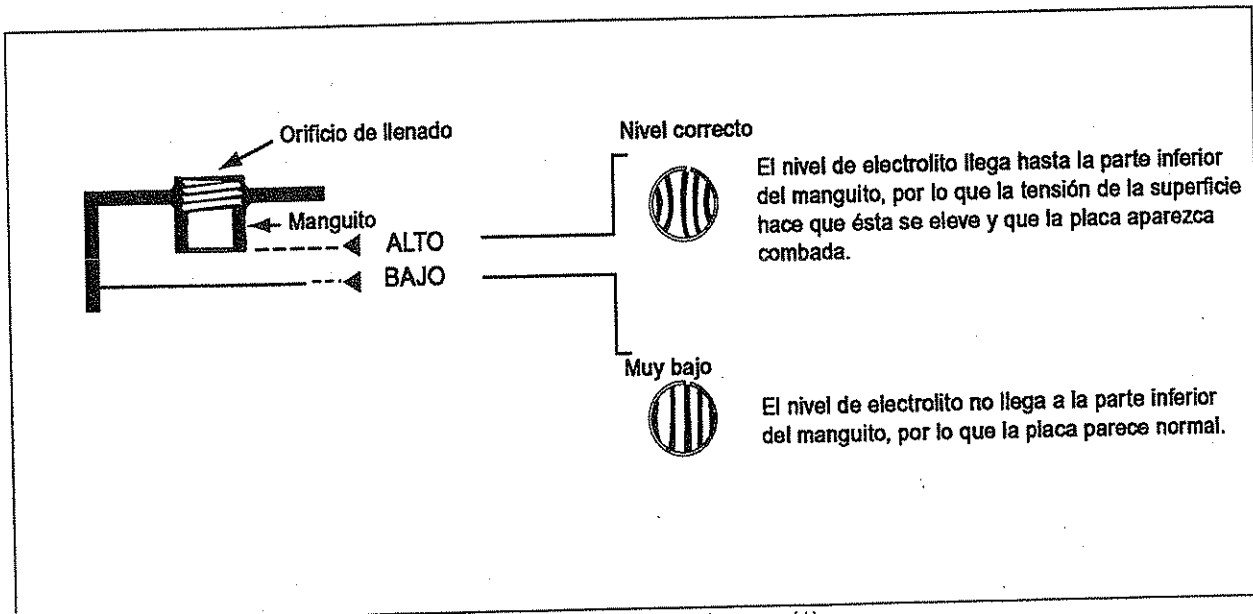 Orificio de llenado
Manguito
ALTO
BAJO
Nivel correcto
El nivel de electrolito llega hasta la parte inferior
del manguito, por lo que la tensión de la superficie
hace que ésta se eleve y que la placa aparezca
combada.
Muy bajo
El nivel de electrolito no llega a la parte inferior
del manguito, por lo que la placa parece normal.